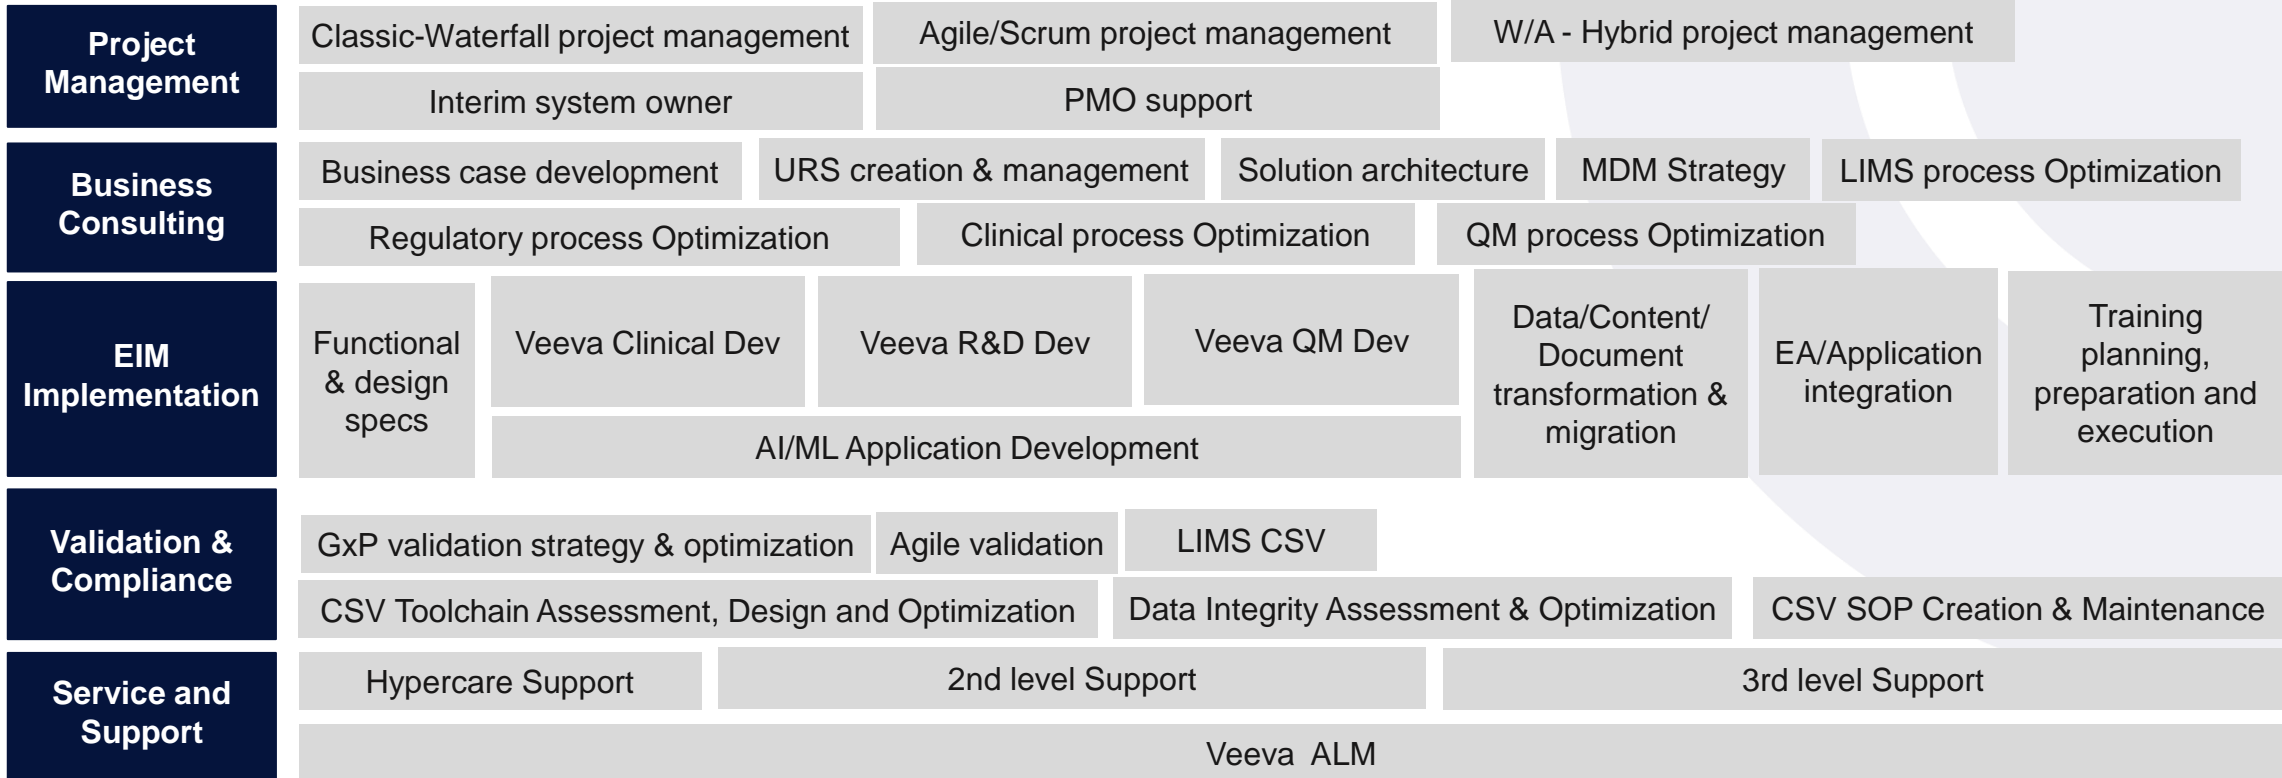 Project
Management
Classic-Waterfall project management
Agile/Scrum project management
W/A - Hybrid project management
Interim system owner
PMO support
Business
Consulting
Business case development
URS creation & management
Solution architecture
MDM Strategy
LIMS process Optimization
Regulatory process Optimization
Clinical process Optimization
QM process Optimization
EIM
Implementation
Functional
& design
specs
Veeva Clinical Dev
Veeva R&D Dev
Veeva QM Dev
AI/ML Application Development
Data/Content/
Document
transformation &
migration
EA/Application
integration
Training
planning,
preparation and
execution
Validation &
Compliance
GxP validation strategy & optimization
Agile validation
LIMS CSV
CSV Toolchain Assessment, Design and Optimization
Data Integrity Assessment & Optimization
CSV SOP Creation & Maintenance
Service and
Support
Hypercare Support
2nd level Support
3rd level Support
Veeva ALM